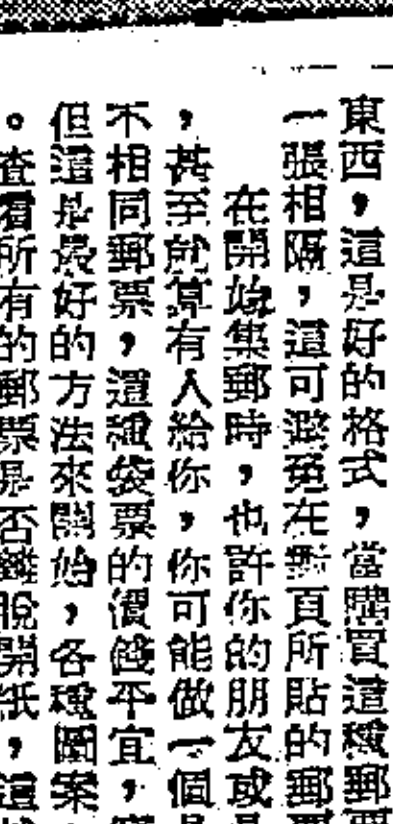 東西，這是好的格式，當購買這種郵票
一張相隔，這可避免在對頁所貼的郵票
在開始集郵時，也許你的朋友或是
，甚至於算有人給你，你可能做一個
不相同郵票，這種袋票的價錢平宜，
但這是最好的方法來開始，各種圖案
。查看所有的郵票是否能脫開紙，這